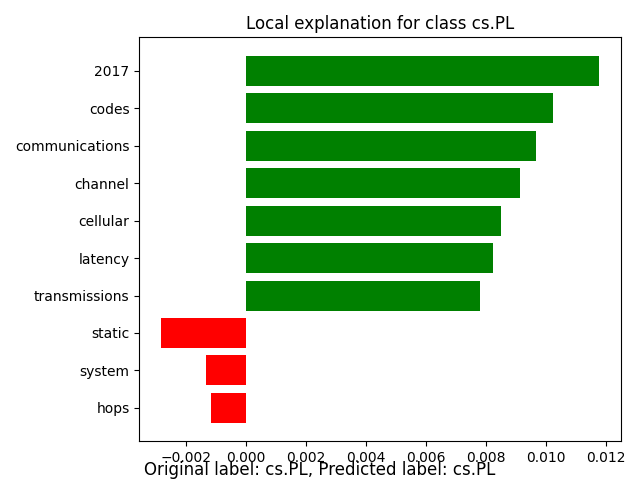 Local explanation for class cs.PL
2017
codes
communications
channel
cellular
latency
transmissions
static
system
hops
−0.002 0.000 0.002 0.004 0.006 0.008 0.010 0.012
Original label: cs.PL, Predicted label: cs.PL